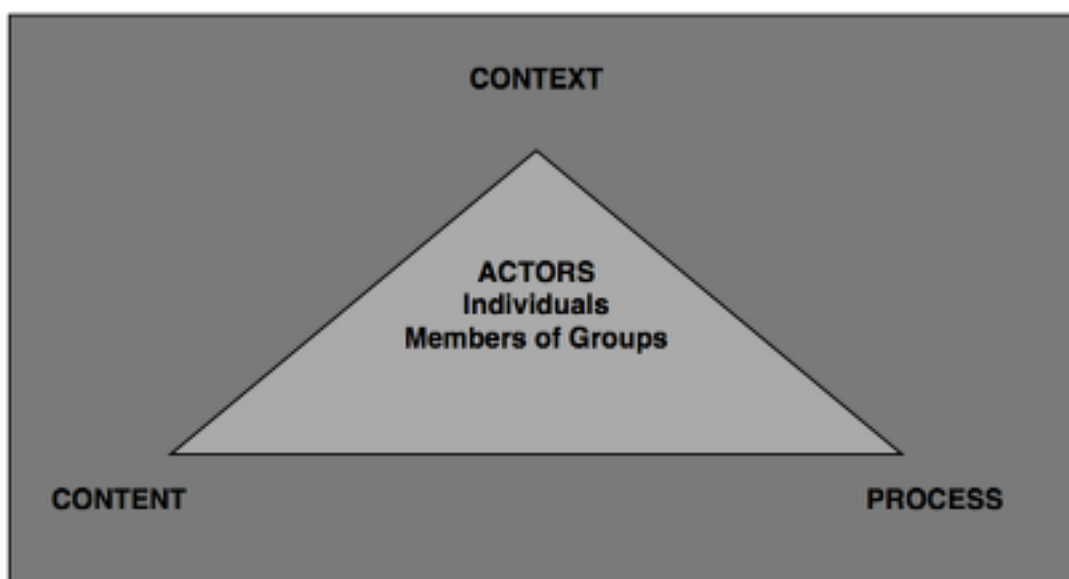 CONTEXT
ACTORS
Individuals
Members of Groups
CONTENT
PROCESS